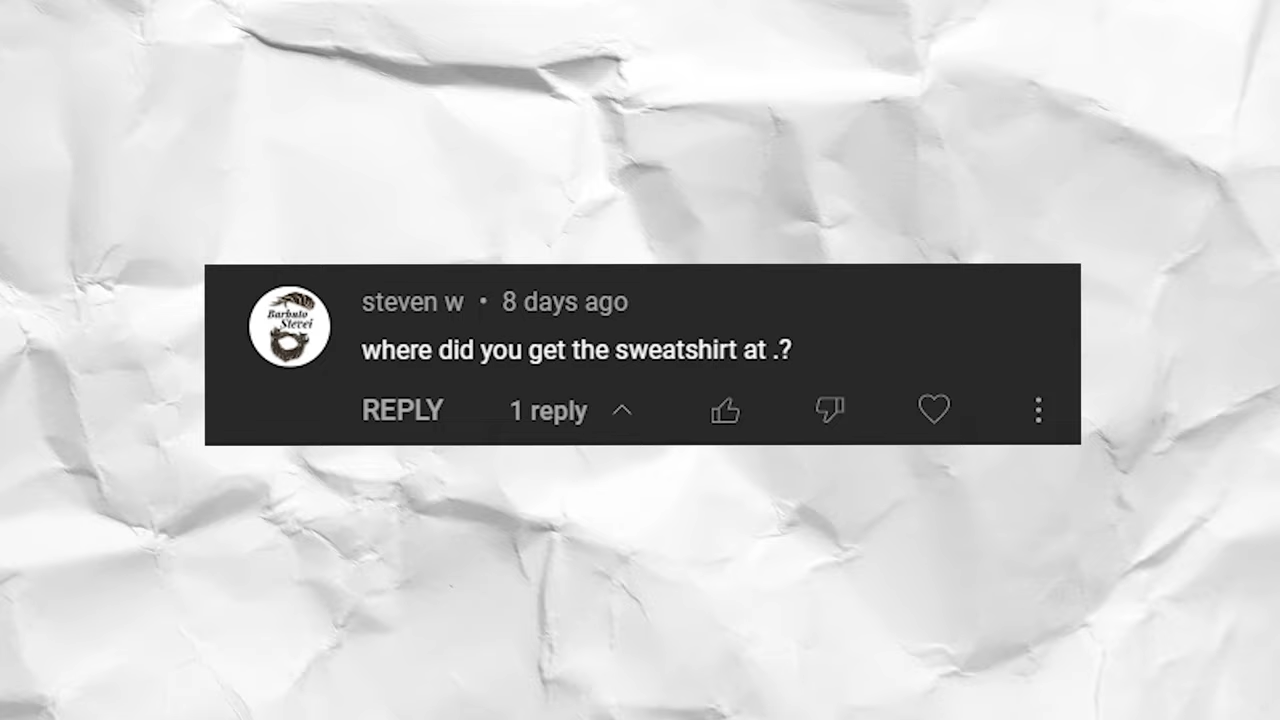 Barbuto
Stevei
steven w • 8 days ago
where did you get the sweatshirt at .?
REPLY 1 reply